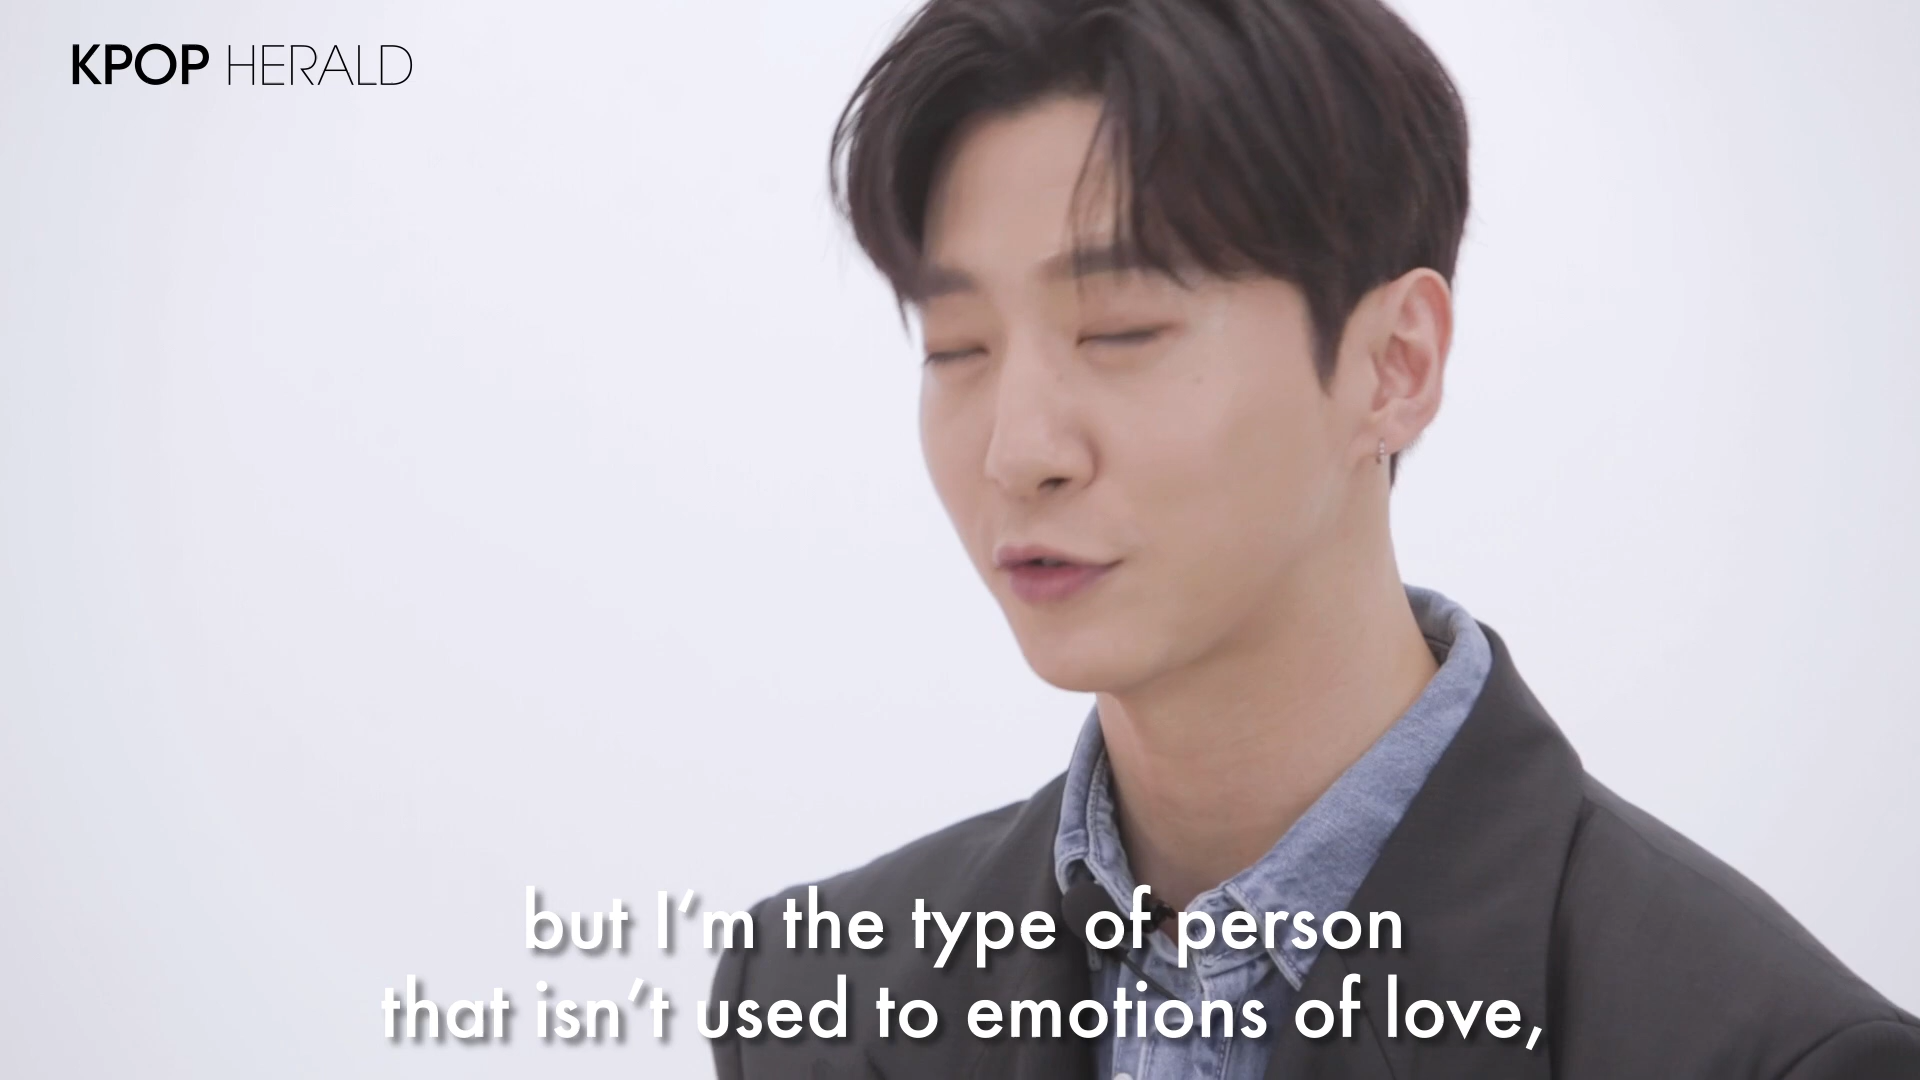 KPOP HERALD
but I'm the type of person
that isn't used to emotions of love,